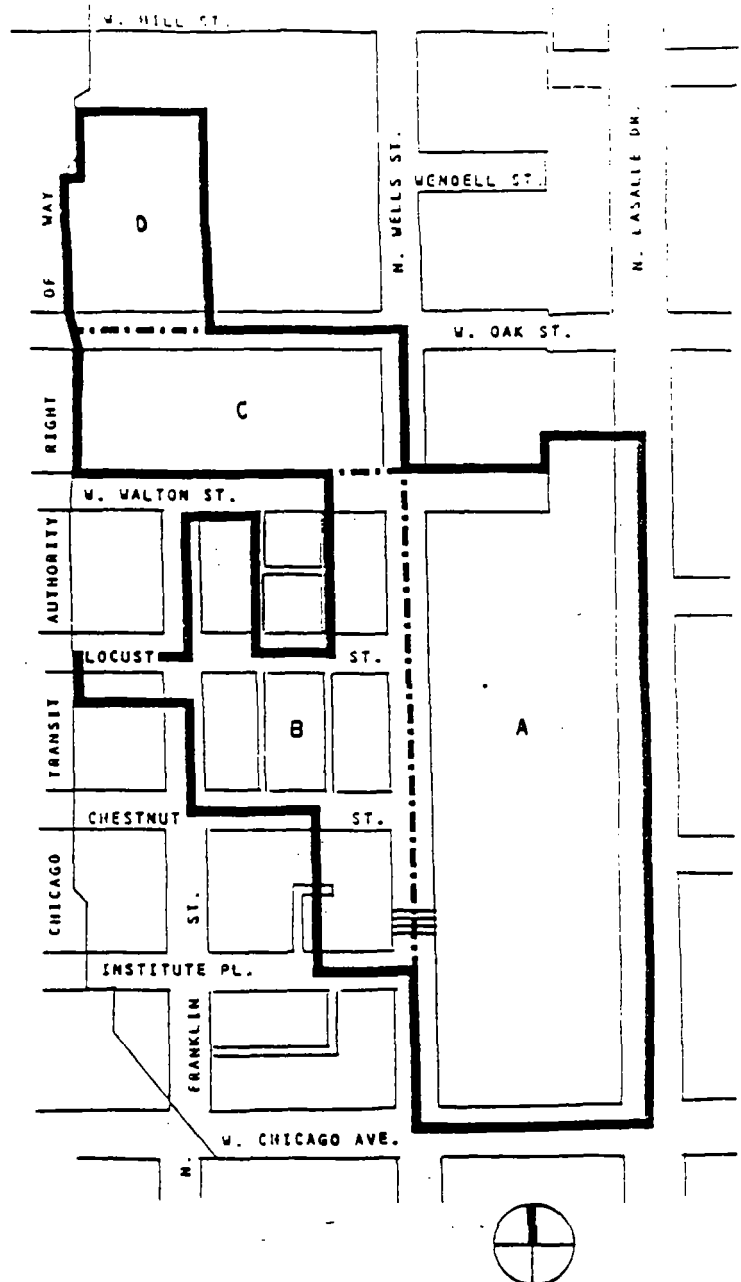 W. HILL ST.
N. WELLS ST.
WENDELL ST.
N. LASALLE DR.
D
W. OAK ST.
C
W. WALTON ST.
LOCUST ST.
B
A
CHESTNUT ST.
INSTITUTE PL.
N. FRANKLIN ST.
W. CHICAGO AVE.
CHICAGO TRANSIT AUTHORITY RIGHT OF WAY